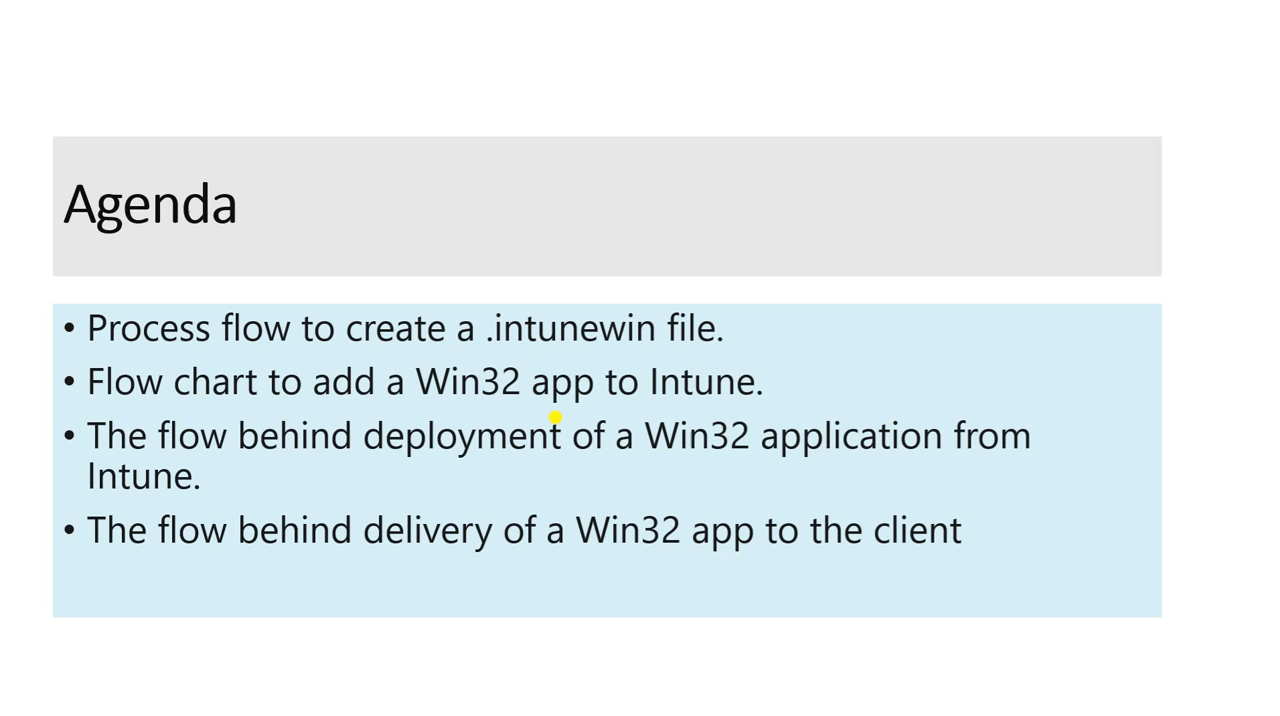 Agenda
• Process flow to create a .intunewin file.
• Flow chart to add a Win32 app to Intune.
• The flow behind deployment of a Win32 application from
Intune.
• The flow behind delivery of a Win32 app to the client